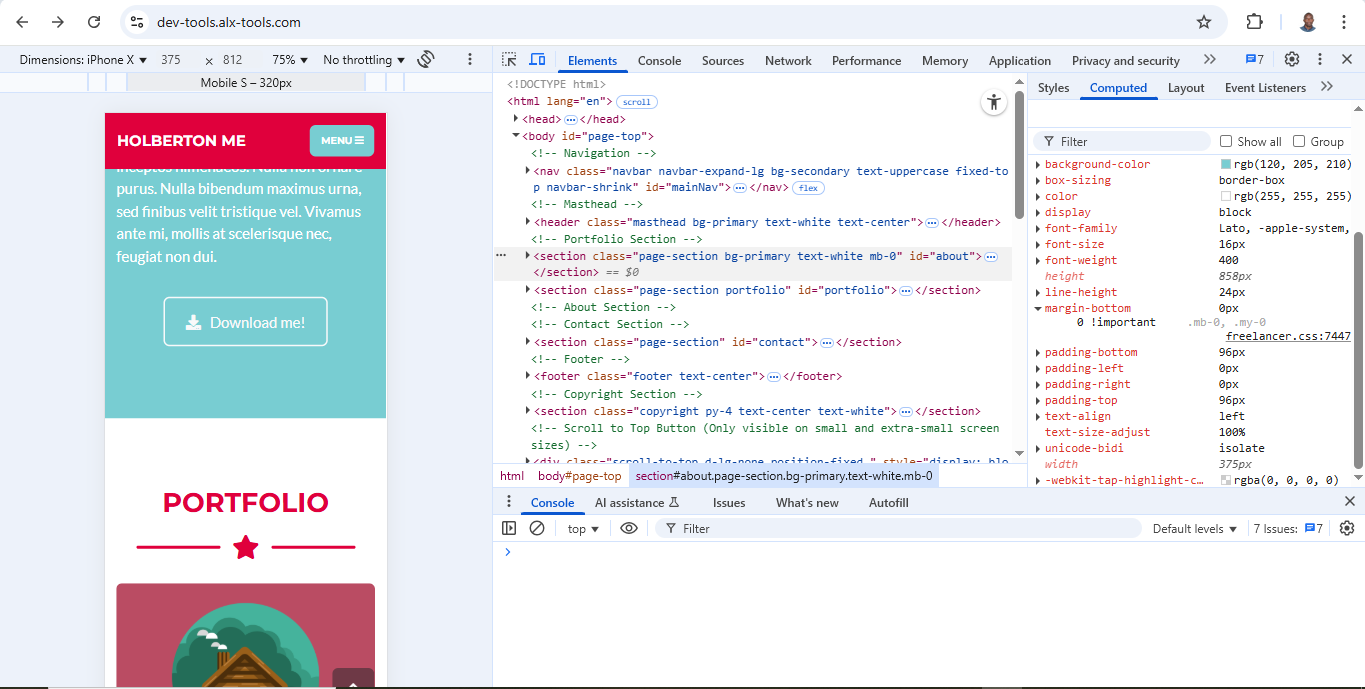 dev-tools.alx-tools.com
Dimensions: iPhone X 375 × 812 75% No throttling
Mobile S – 320px
HOLBERTON ME
MENU
purus. Nulla bibendum maximus urna,
sed finibus velit tristique vel. Vivamus
ante mi, mollis at scelerisque nec,
feugiat non dui.
Download me!
PORTFOLIO
Elements Console Sources Network Performance Memory Application Privacy and security 7
<!DOCTYPE html>
<html lang="en"> scroll
<head> </head>
<body id="page-top">
<!-- Navigation -->
<nav class="navbar navbar-expand-lg bg-secondary text-uppercase fixed-to
p navbar-shrink" id="mainNav"> </nav> flex
<!-- Masthead -->
<header class="masthead bg-primary text-white text-center"> </header>
<!-- Portfolio Section -->
<section class="page-section bg-primary text-white mb-0" id="about">
</section> == $0
<section class="page-section portfolio" id="portfolio"> </section>
<!-- About Section -->
<!-- Contact Section -->
<section class="page-section" id="contact"> </section>
<!-- Footer -->
<footer class="footer text-center"> </footer>
<!-- Copyright Section -->
<section class="copyright py-4 text-center text-white"> </section>
<!-- Scroll to Top Button (Only visible on small and extra-small screen
sizes) -->
<div class="scroll-to-top d-lg-none position-fixed " style="display: blo
html body#page-top section#about.page-section.bg-primary.text-white.mb-0
Styles Computed Layout Event Listeners
Filter Show all Group
background-color rgb(120, 205, 210)
box-sizing border-box
color rgb(255, 255, 255)
display block
font-family Lato, -apple-system,
font-size 16px
font-weight 400
height 858px
line-height 24px
margin-bottom 0px
0 !important .mb-0, .my-0
freelancer.css:7447
padding-bottom 96px
padding-left 0px
padding-right 0px
padding-top 96px
text-align left
text-size-adjust 100%
unicode-bidi isolate
width 375px
-webkit-tap-highlight-c… rgba(0, 0, 0, 0)
Console AI assistance Issues What's new Autofill
top Filter Default levels 7 Issues: 7